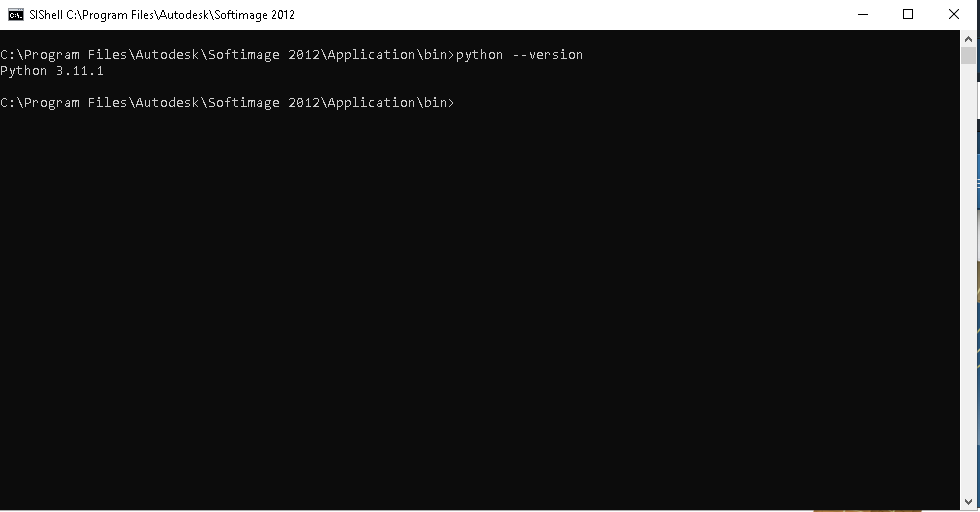 SIShell C:\Program Files\Autodesk\Softimage 2012
C:\Program Files\Autodesk\Softimage 2012\Application\bin>python --version
Python 3.11.1
C:\Program Files\Autodesk\Softimage 2012\Application\bin>